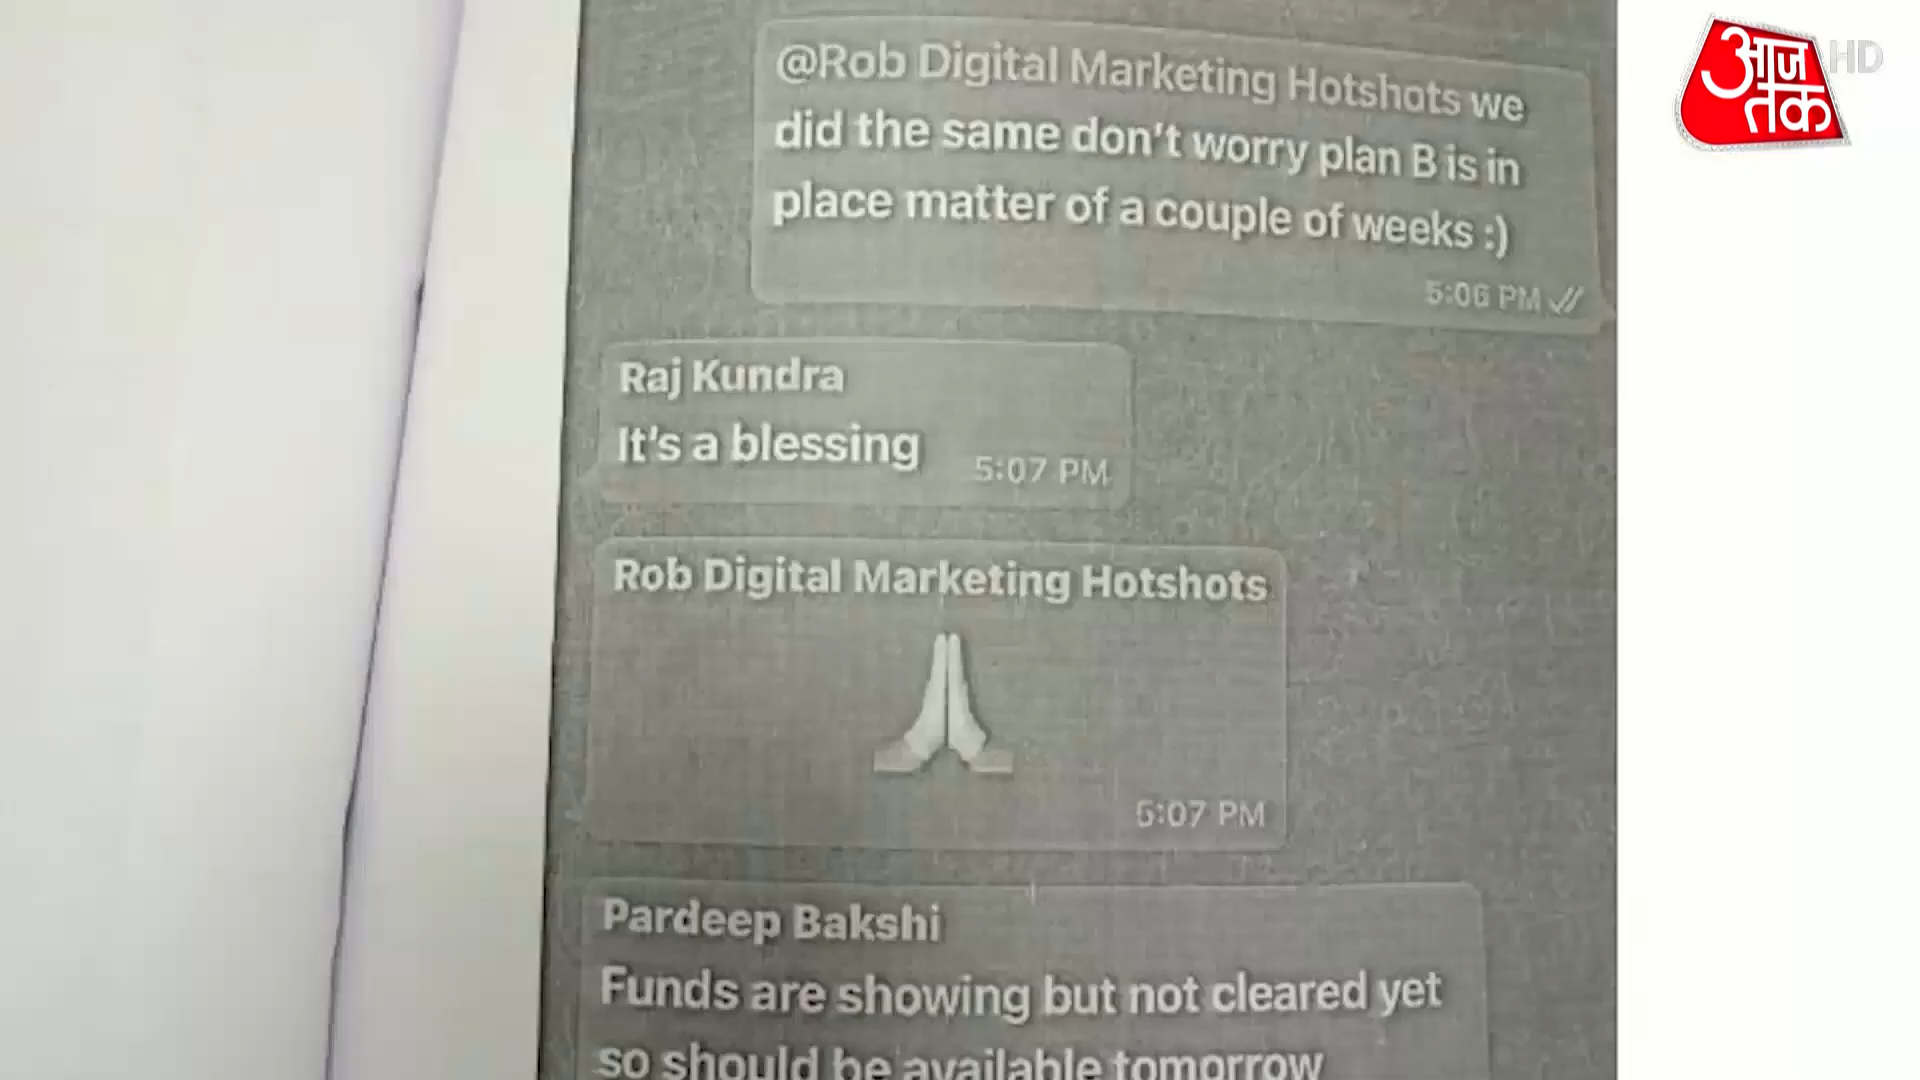 @Rob Digital Marketing Hotshots we
did the same don't worry plan B is in
place matter of a couple of weeks :)
5:06 PM
Raj Kundra
It's a blessing
5:07 PM
Rob Digital Marketing Hotshots
5:07 PM
Pardeep Bakshi
Funds are showing but not cleared yet
so should be available tomorrow
आज
तक
HD